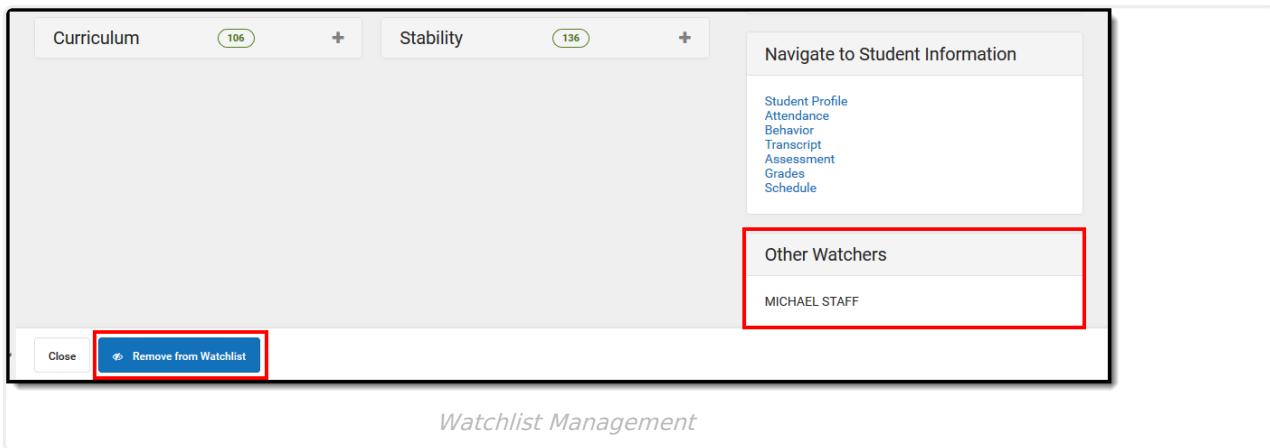 Curriculum 106 +
Stability 136 +
Navigate to Student Information
Student Profile
Attendance
Behavior
Transcript
Assessment
Grades
Schedule
Other Watchers
MICHAEL STAFF
Close
Remove from Watchlist
Watchlist Management